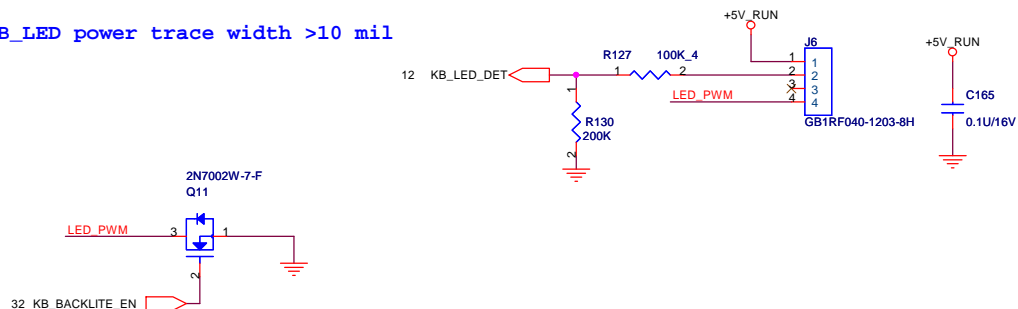 B_LED power trace width >10 mil
+5V_RUN
J6
R127 100K_4
12 KB_LED_DET
1 2
1 1
2 2
3 3
LED_PWM 4 4
GB1RF040-1203-8H
1
R130
200K
2
+5V_RUN
C165
0.1U/16V
2N7002W-7-F
Q11
LED_PWM 3 1
2
32 KB_BACKLITE_EN